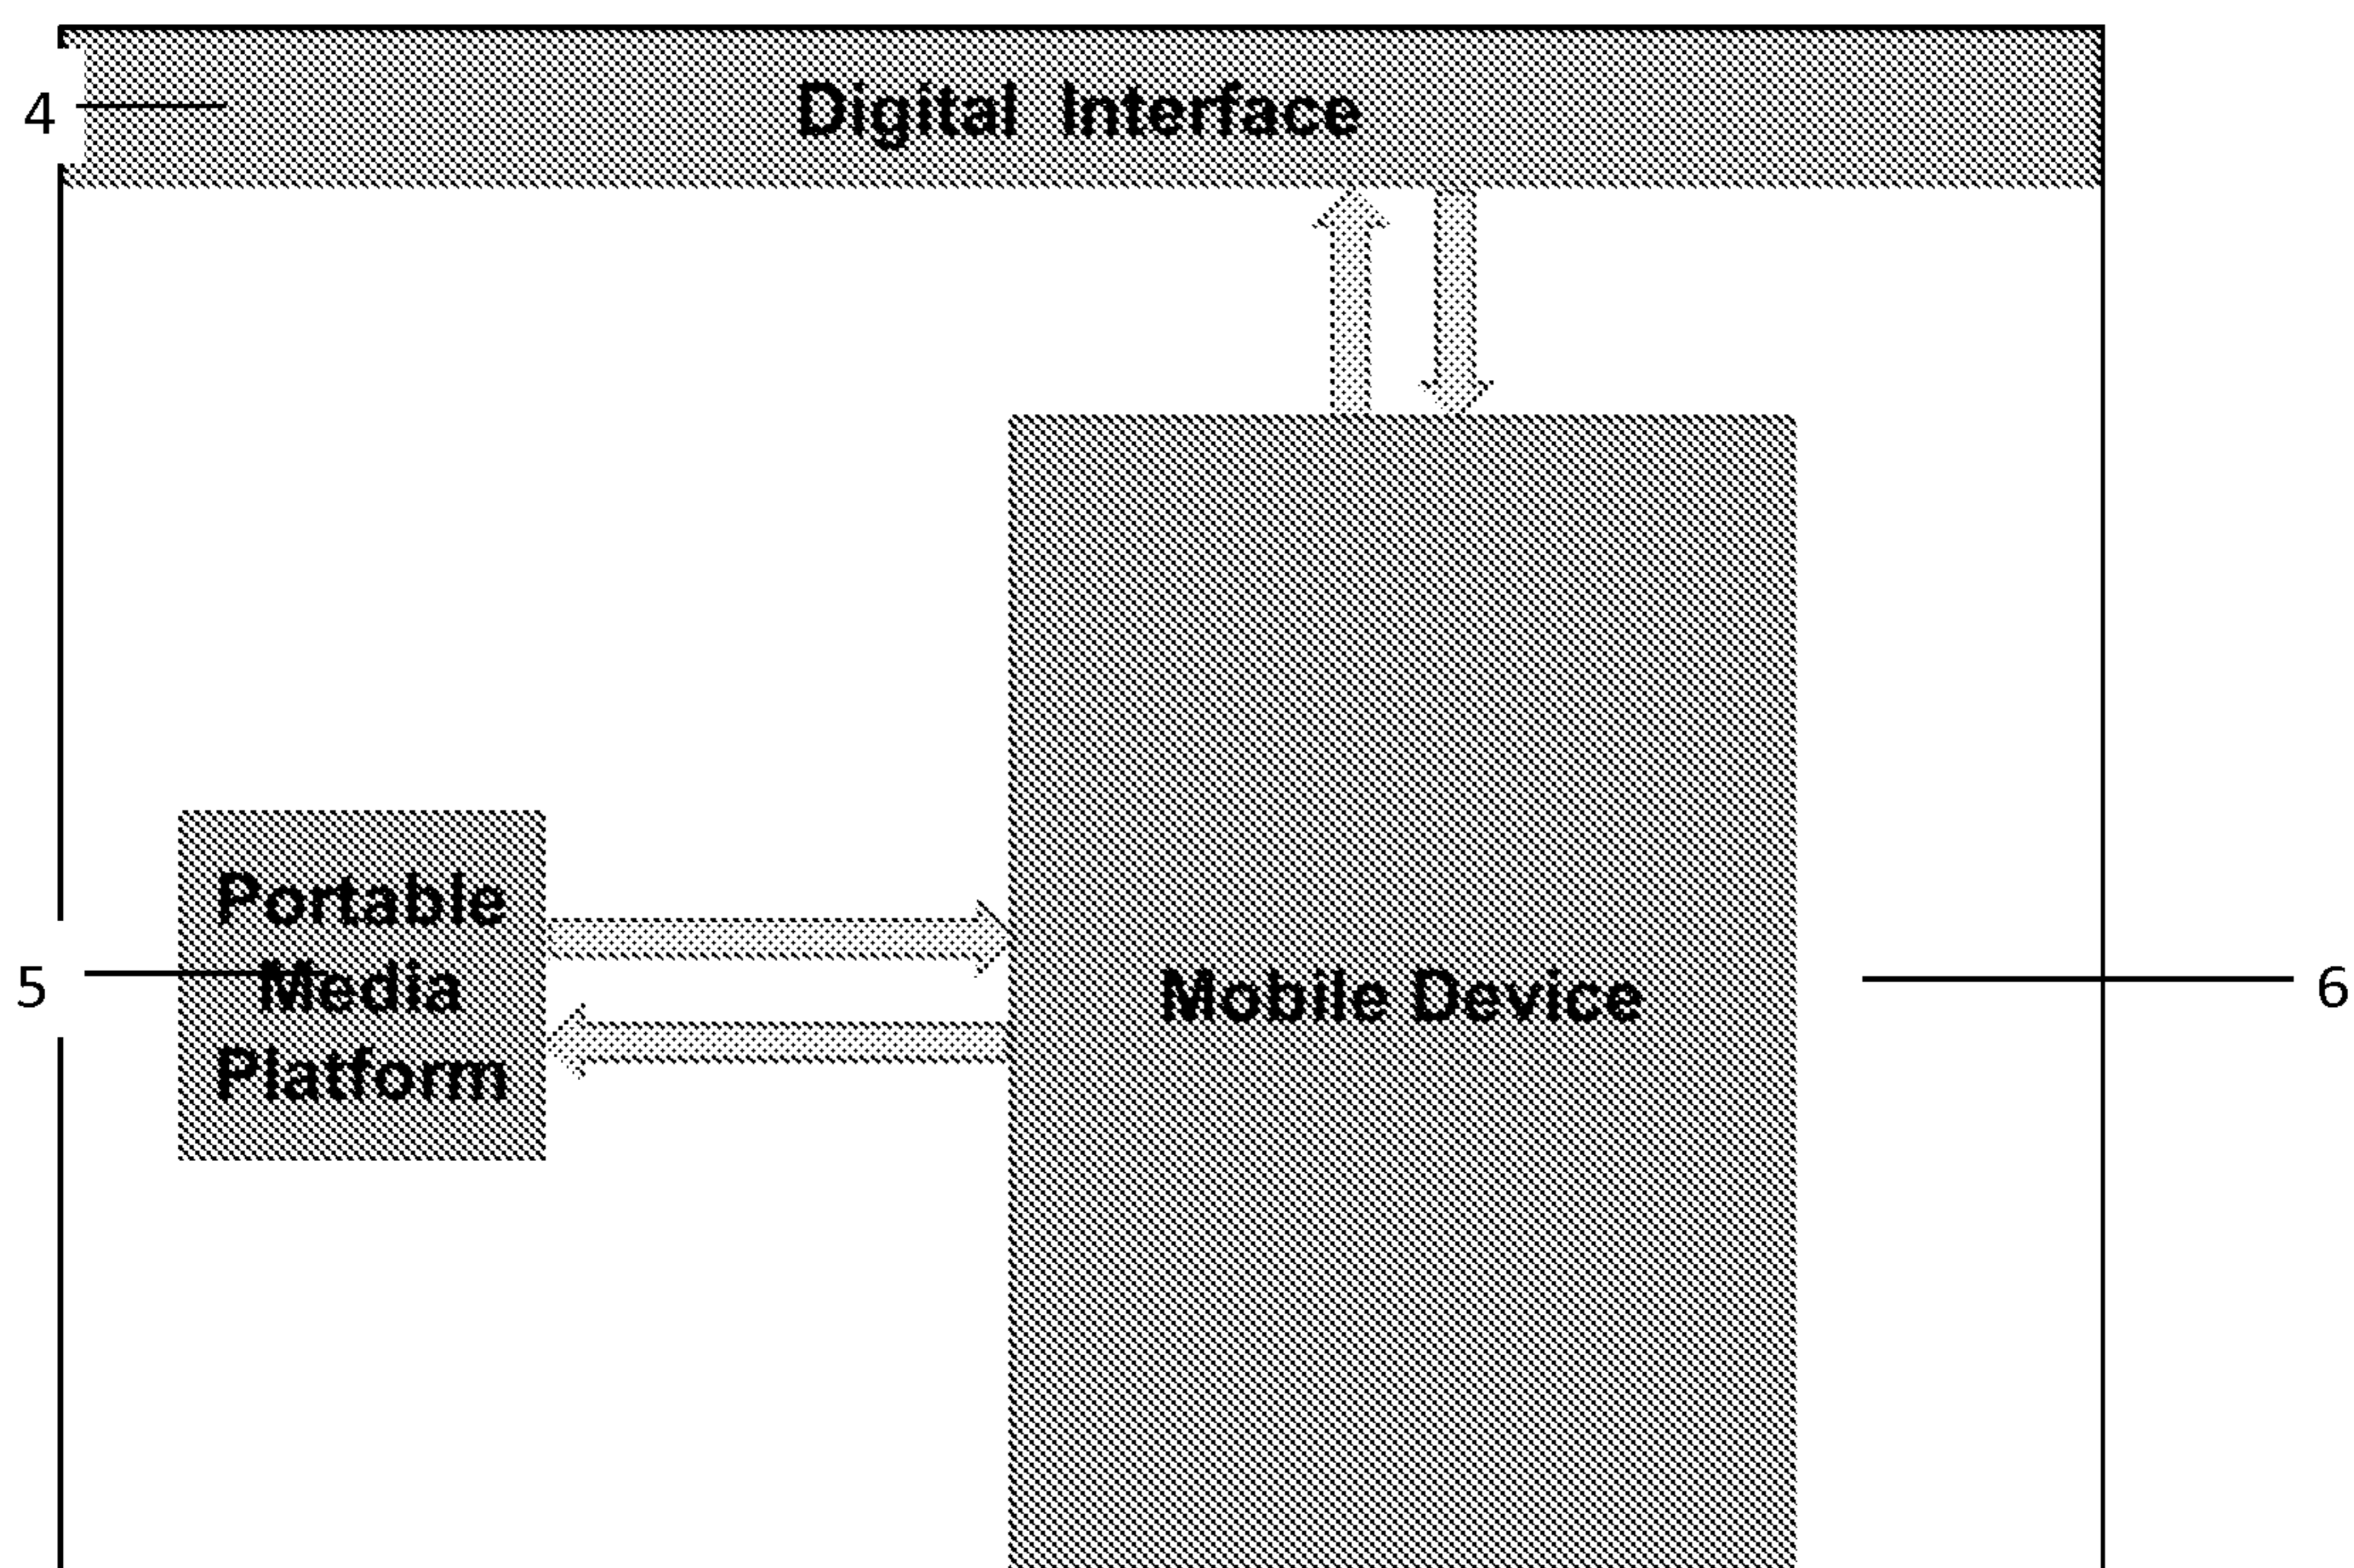 4
Digital Interface
Portable
Media
Platform
5
Mobile Device
6